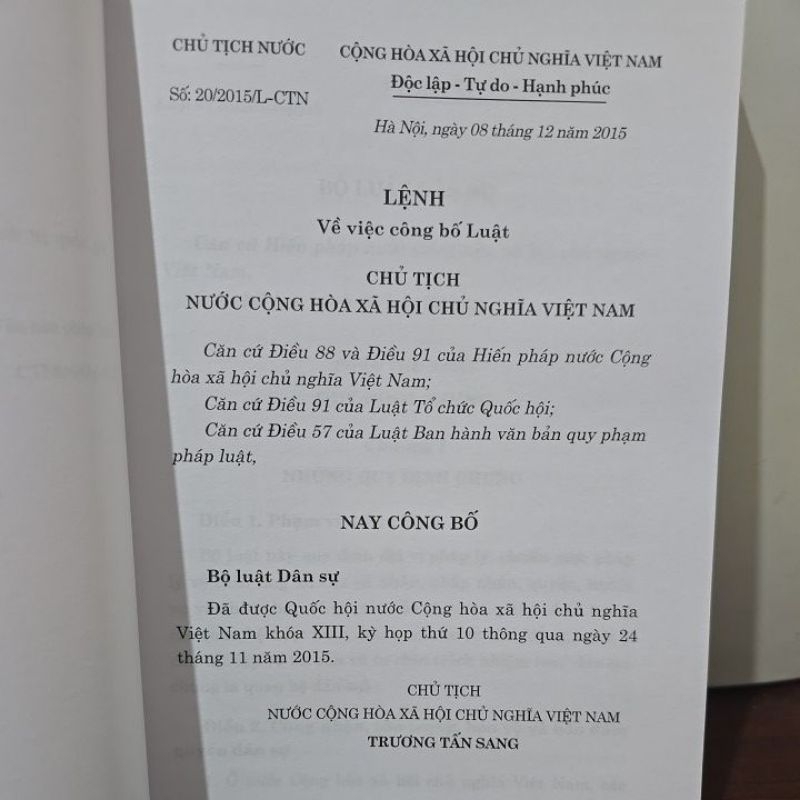 CHỦ TỊCH NƯỚC
CỘNG HÒA XÃ HỘI CHỦ NGHĨA VIỆT NAM
Độc lập - Tự do - Hạnh phúc
Số: 20/2015/L-CTN
Hà Nội, ngày 08 tháng 12 năm 2015
LỆNH
Về việc công bố Luật
CHỦ TỊCH
NƯỚC CỘNG HÒA XÃ HỘI CHỦ NGHĨA VIỆT NAM
Căn cứ Điều 88 và Điều 91 của Hiến pháp nước Cộng
hòa xã hội chủ nghĩa Việt Nam;
Căn cứ Điều 91 của Luật Tổ chức Quốc hội;
Căn cứ Điều 57 của Luật Ban hành văn bản quy phạm
pháp luật,
NAY CÔNG BỐ
Bộ luật Dân sự
Đã được Quốc hội nước Cộng hòa xã hội chủ nghĩa
Việt Nam khóa XIII, kỳ họp thứ 10 thông qua ngày 24
tháng 11 năm 2015.
CHỦ TỊCH
NƯỚC CỘNG HÒA XÃ HỘI CHỦ NGHĨA VIỆT NAM
TRƯƠNG TẤN SANG